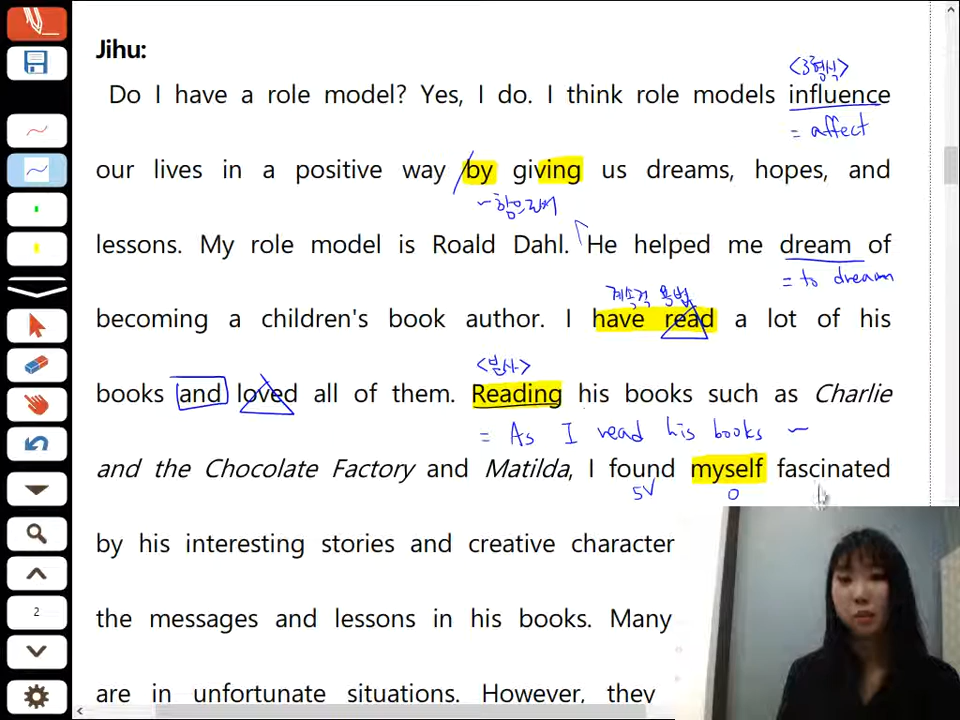 Jihu:
<3형식>
Do I have a role model? Yes, I do. I think role models influence
= affect
our lives in a positive way by giving us dreams, hopes, and
~함으로써
lessons. My role model is Roald Dahl. He helped me dream of
= to dream
계속적 용법
becoming a children's book author. I have read a lot of his
<분사>
books and loved all of them. Reading his books such as Charlie
= As I read his books ~
and the Chocolate Factory and Matilda, I found myself fascinated
5V O
by his interesting stories and creative character
the messages and lessons in his books. Many
2
are in unfortunate situations. However, they